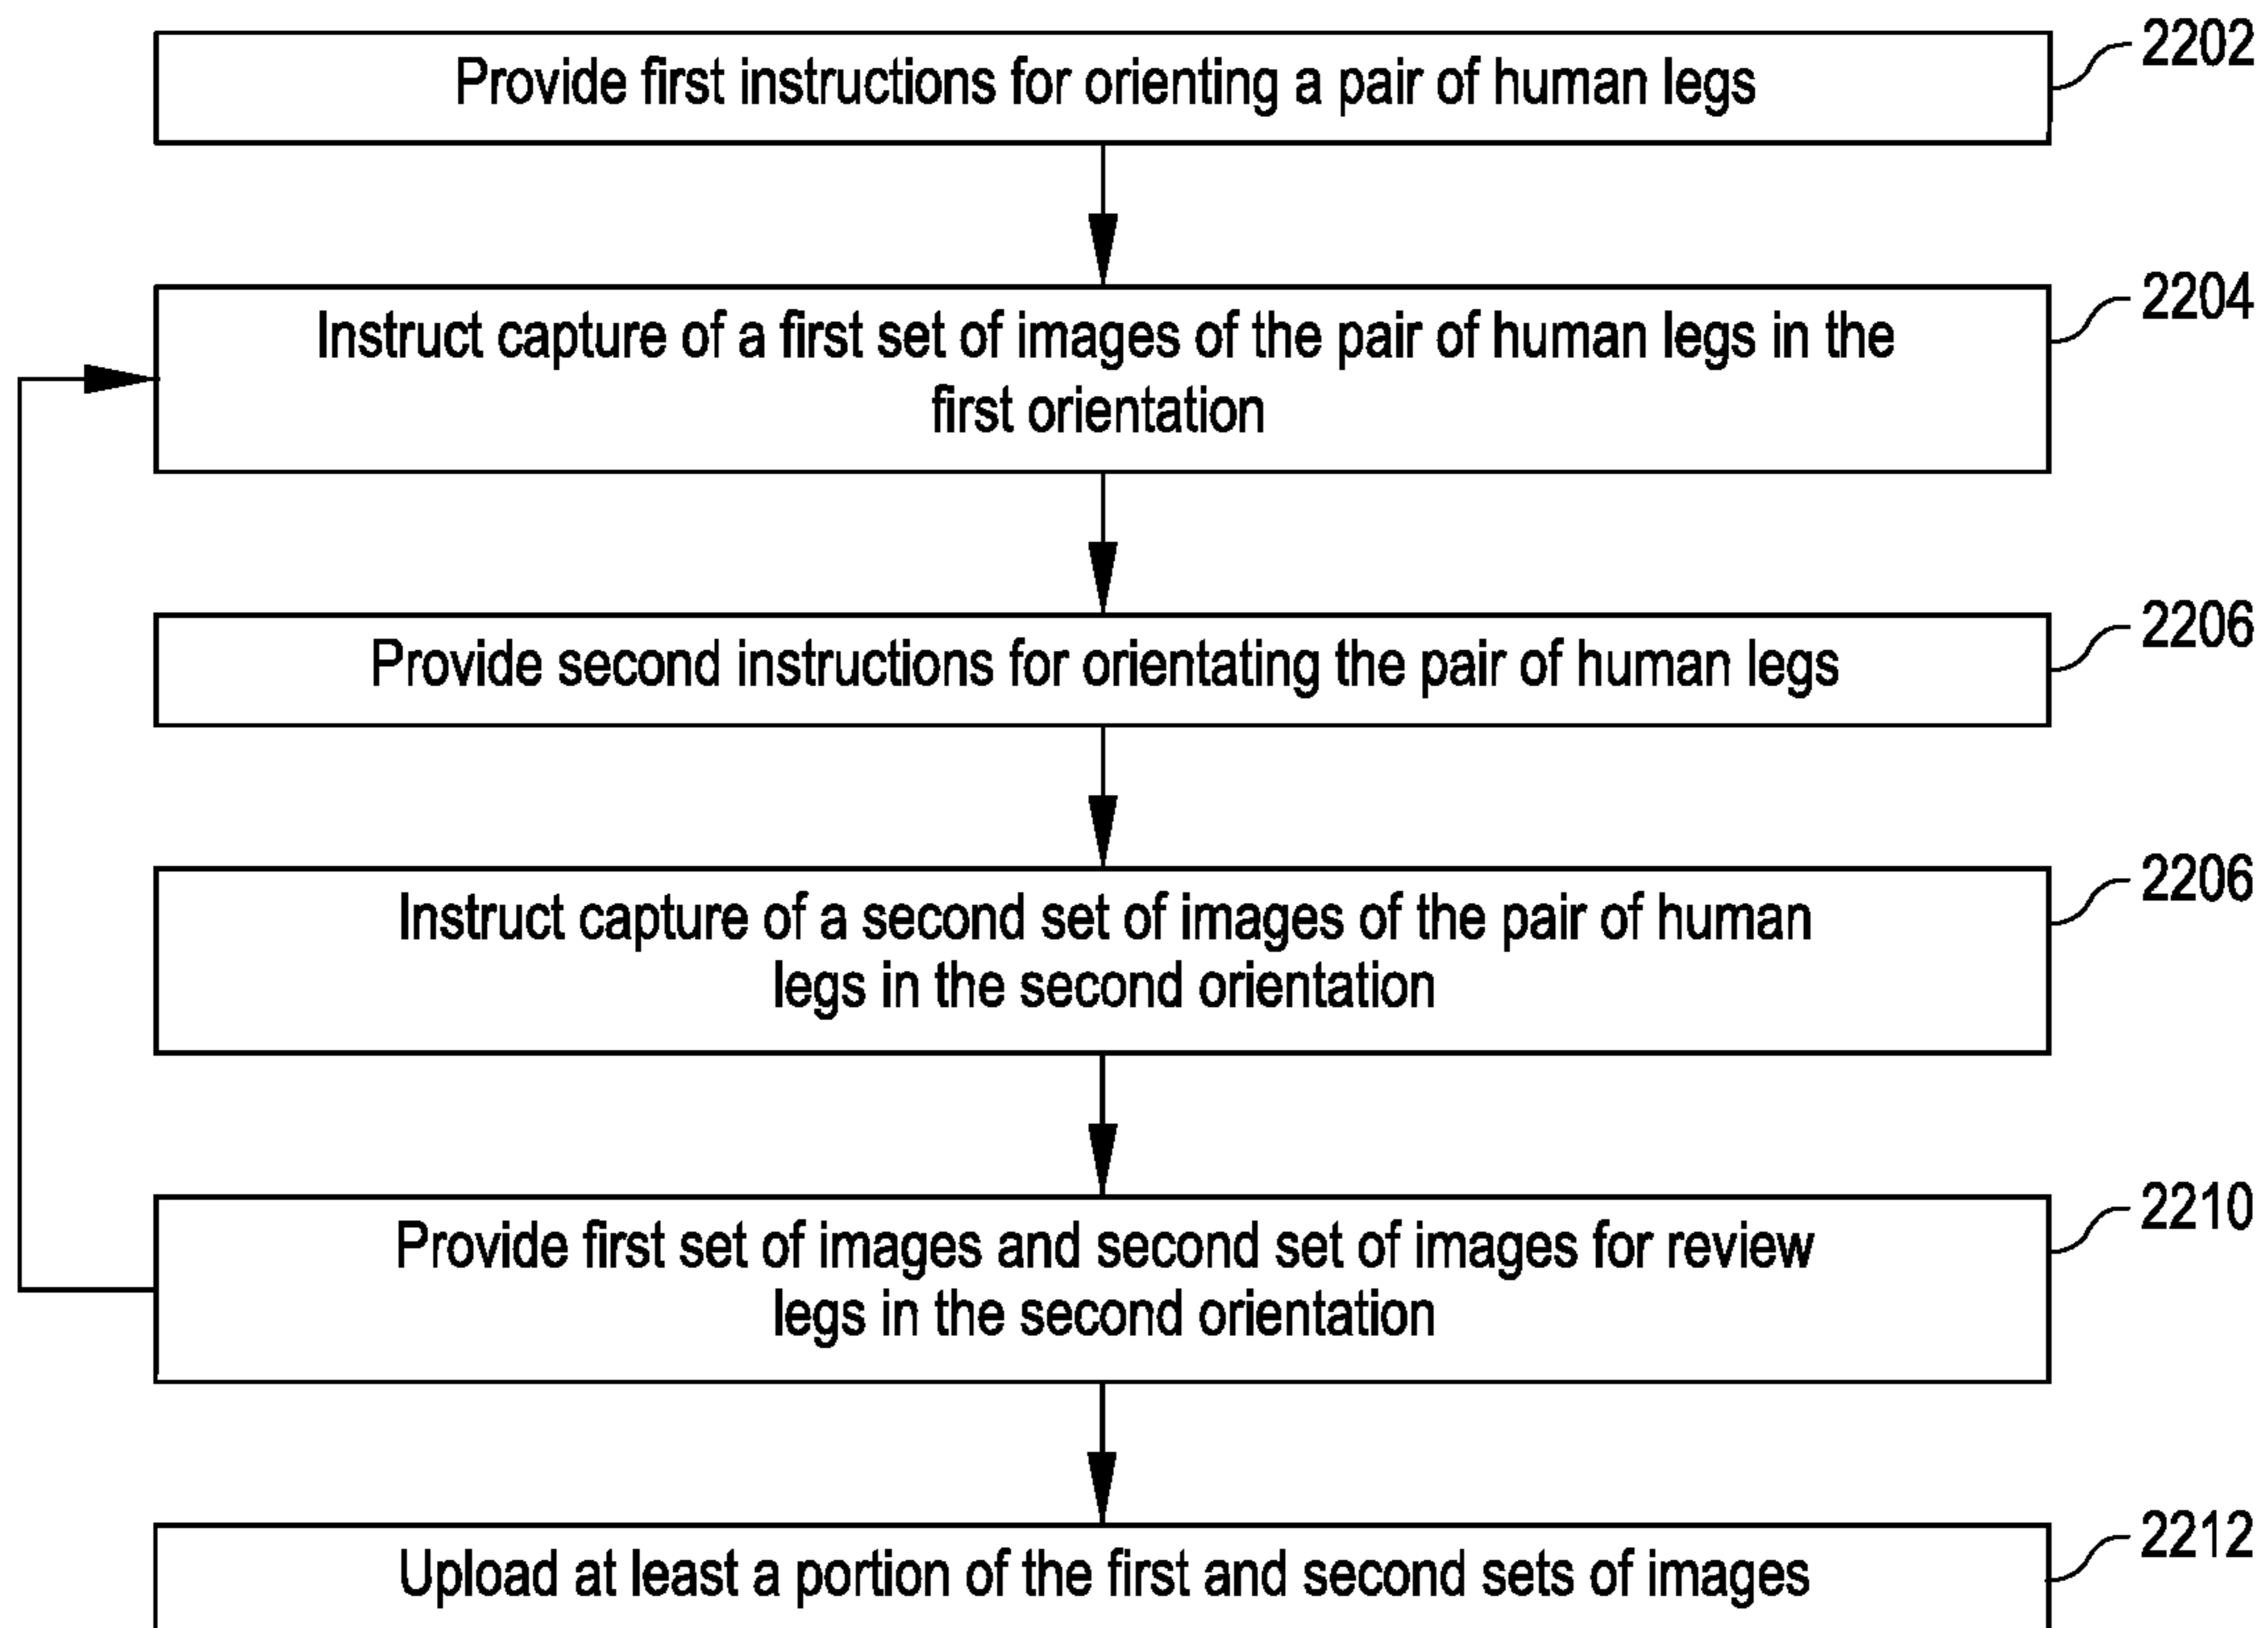 Provide first instructions for orienting a pair of human legs
2202
Instruct capture of a first set of images of the pair of human legs in the
first orientation
2204
Provide second instructions for orientating the pair of human legs
2206
Instruct capture of a second set of images of the pair of human
legs in the second orientation
2206
Provide first set of images and second set of images for review
legs in the second orientation
2210
Upload at least a portion of the first and second sets of images
2212